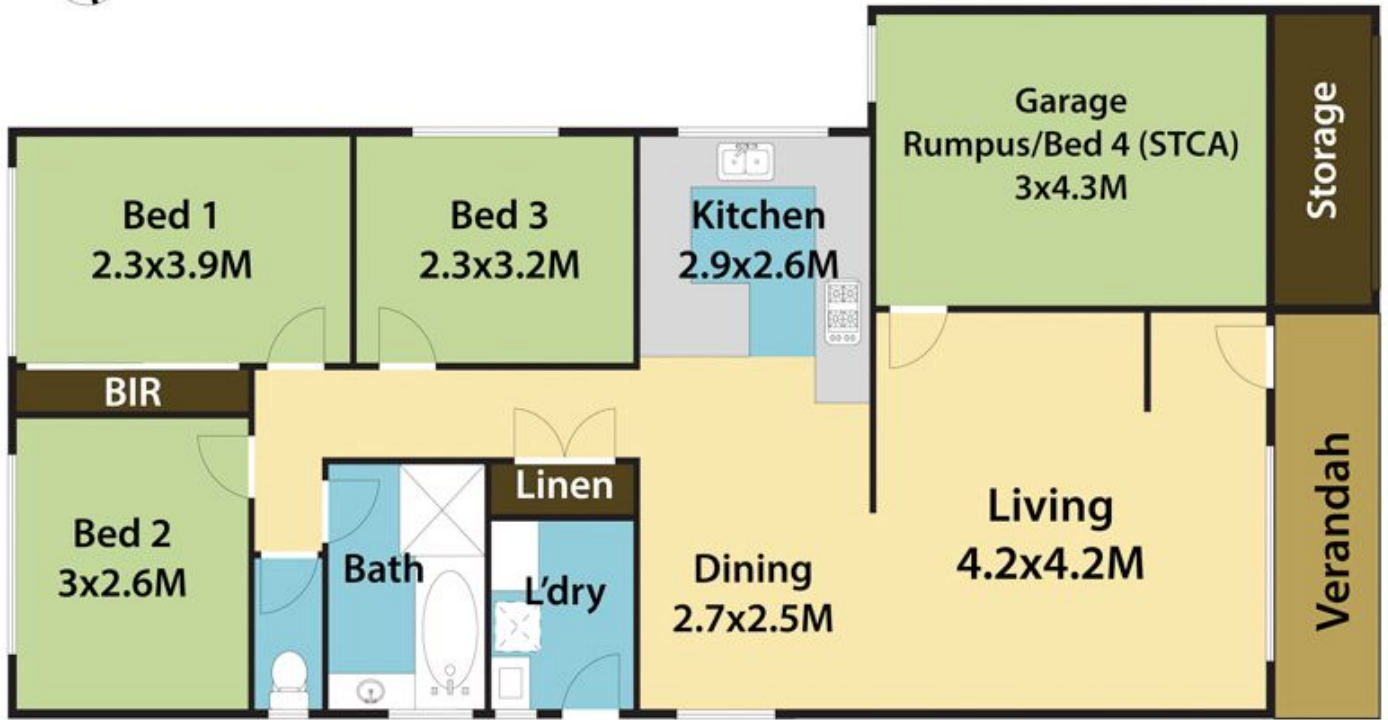 Garage
Rumpus/Bed 4 (STCA)
3x4.3M
Storage
Bed 1
2.3x3.9M
Bed 3
2.3x3.2M
Kitchen
2.9x2.6M
BIR
Linen
Bed 2
3x2.6M
Bath
L'dry
Dining
2.7x2.5M
Living
4.2x4.2M
Verandah